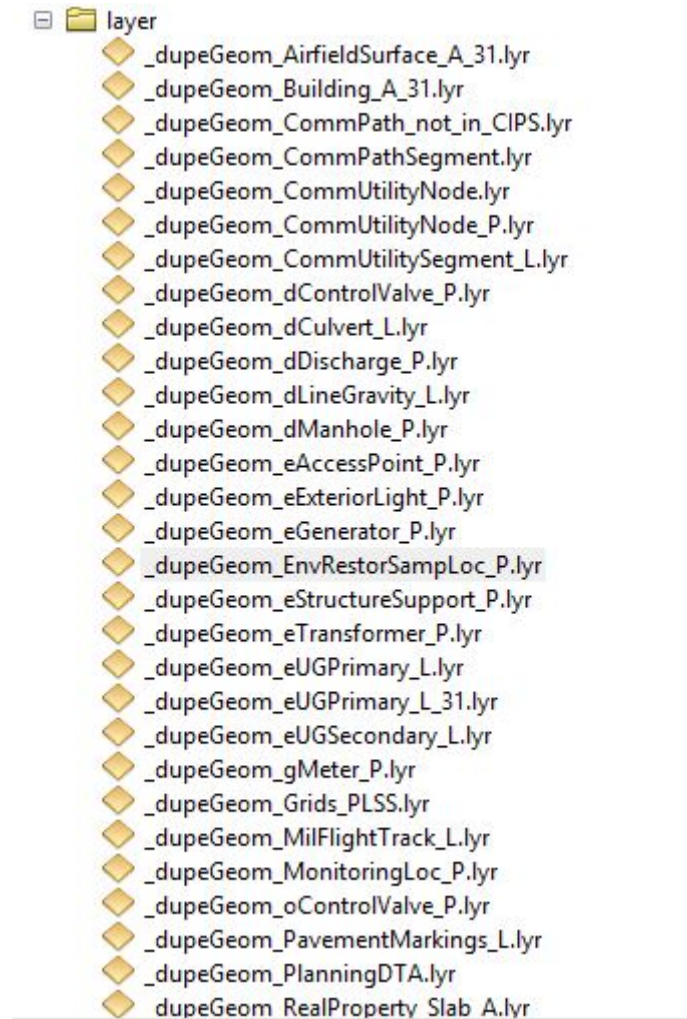 layer
_dupeGeom_AirfieldSurface_A_31.lyr
_dupeGeom_Building_A_31.lyr
_dupeGeom_CommPath_not_in_CIPS.lyr
_dupeGeom_CommPathSegment.lyr
_dupeGeom_CommUtilityNode.lyr
_dupeGeom_CommUtilityNode_P.lyr
_dupeGeom_CommUtilitySegment_L.lyr
_dupeGeom_dControlValve_P.lyr
_dupeGeom_dCulvert_L.lyr
_dupeGeom_dDischarge_P.lyr
_dupeGeom_dLineGravity_L.lyr
_dupeGeom_dManhole_P.lyr
_dupeGeom_eAccessPoint_P.lyr
_dupeGeom_eExteriorLight_P.lyr
_dupeGeom_eGenerator_P.lyr
_dupeGeom_EnvRestorSampLoc_P.lyr
_dupeGeom_eStructureSupport_P.lyr
_dupeGeom_eTransformer_P.lyr
_dupeGeom_eUGPrimary_L.lyr
_dupeGeom_eUGPrimary_L_31.lyr
_dupeGeom_eUGSecondary_L.lyr
_dupeGeom_gMeter_P.lyr
_dupeGeom_Grids_PLSS.lyr
_dupeGeom_MilFlightTrack_L.lyr
_dupeGeom_MonitoringLoc_P.lyr
_dupeGeom_oControlValve_P.lyr
_dupeGeom_PavementMarkings_L.lyr
_dupeGeom_PlanningDTA.lyr
_dupeGeom_RealProperty_Slab_A.lyr